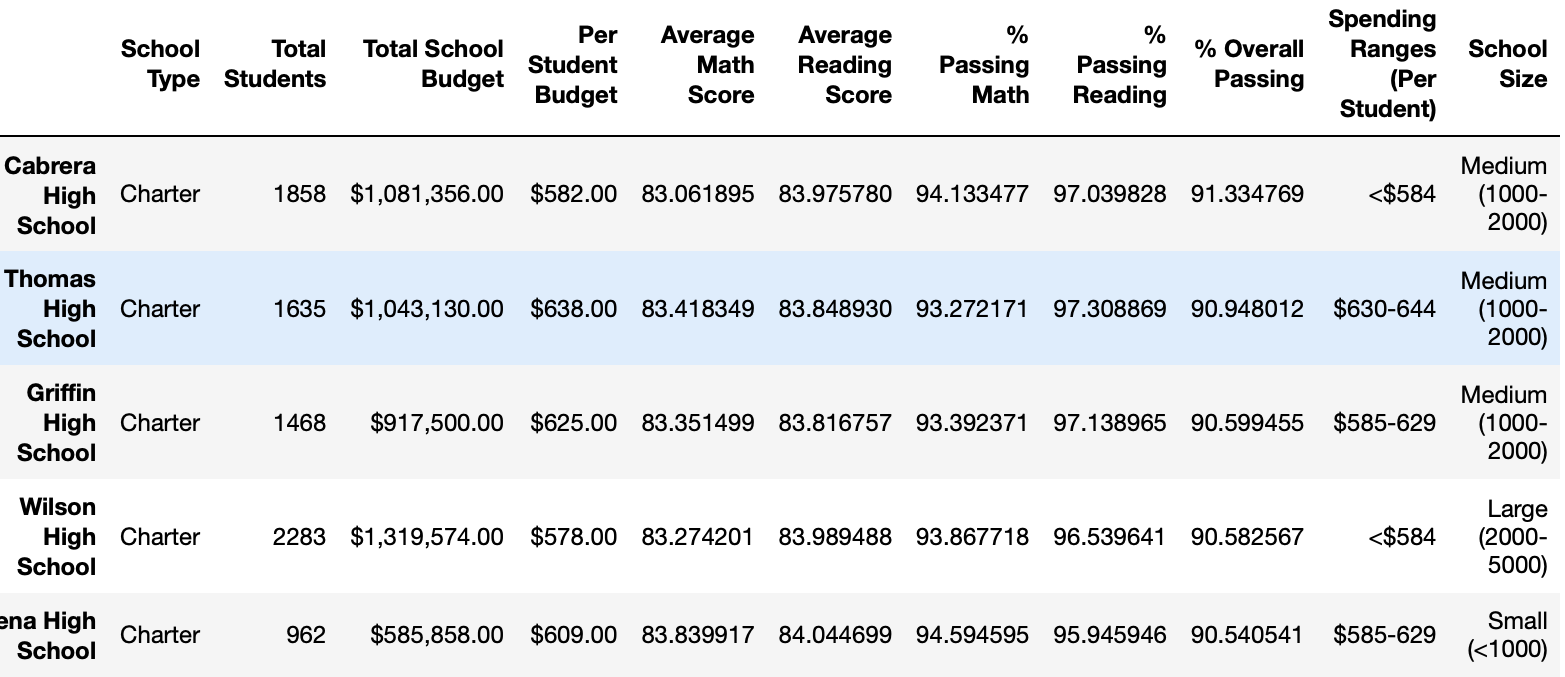 School Type Total Students Total School Budget Per Student Budget Average Math Score Average Reading Score % Passing Math % Passing Reading % Overall Passing Spending Ranges (Per Student) School Size
Cabrera High School Charter 1858 $1,081,356.00 $582.00 83.061895 83.975780 94.133477 97.039828 91.334769 <$584 Medium (1000-2000)
Thomas High School Charter 1635 $1,043,130.00 $638.00 83.418349 83.848930 93.272171 97.308869 90.948012 $630-644 Medium (1000-2000)
Griffin High School Charter 1468 $917,500.00 $625.00 83.351499 83.816757 93.392371 97.138965 90.599455 $585-629 Medium (1000-2000)
Wilson High School Charter 2283 $1,319,574.00 $578.00 83.274201 83.989488 93.867718 96.539641 90.582567 <$584 Large (2000-5000)
ena High School Charter 962 $585,858.00 $609.00 83.839917 84.044699 94.594595 95.945946 90.540541 $585-629 Small (<1000)